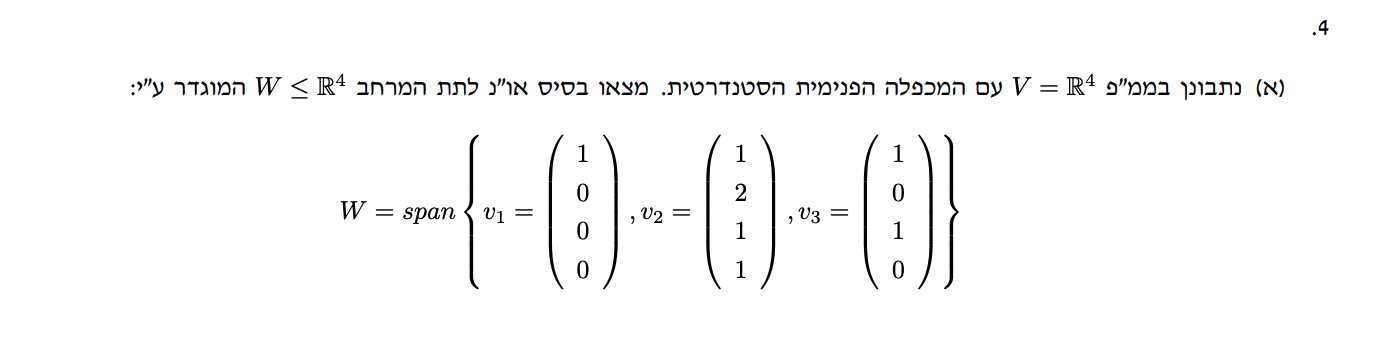 .4
(א) נתבונן בממ"פ V = ℝ⁴ עם המכפלה הפנימית הסטנדרטית. מצאו בסיס או"נ לתת המרחב W ≤ ℝ⁴ המוגדר ע"י:
W = span { v₁ = ( 1 0 0 0 ) , v₂ = ( 1 2 1 1 ) , v₃ = ( 1 0 1 0 ) }